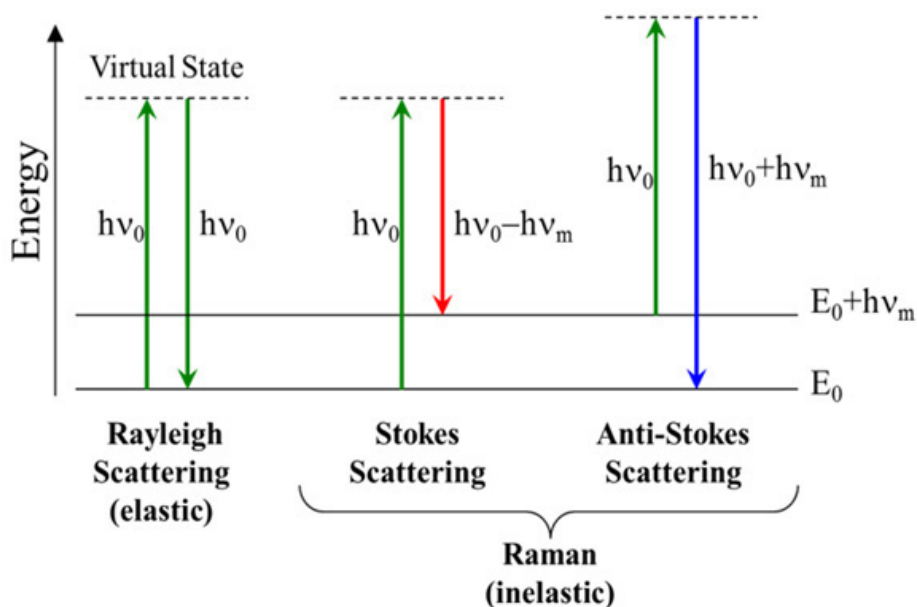 Energy
Virtual State
hν₀
hν₀
hν₀
hν₀–hνₘ
hν₀
hν₀+hνₘ
E₀+hνₘ
E₀
Rayleigh
Scattering
(elastic)
Stokes
Scattering
Anti-Stokes
Scattering
Raman
(inelastic)